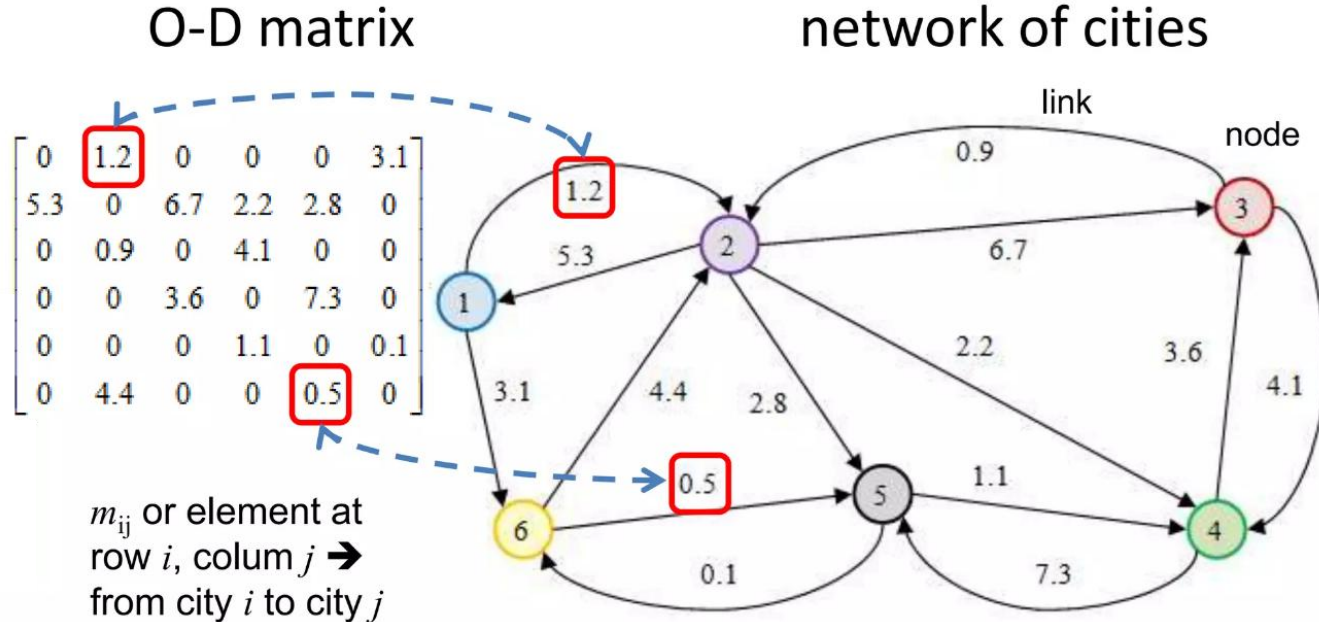 O-D matrix
network of cities
0 1.2 0 0 0 3.1
5.3 0 6.7 2.2 2.8 0
0 0.9 0 4.1 0 0
0 0 3.6 0 7.3 0
0 0 0 1.1 0 0.1
0 4.4 0 0 0.5 0
m_ij or element at
row i, colum j ➔
from city i to city j
link
node
0.9
1.2
3
2
6.7
5.3
1
2.2
3.6
3.1
4.4
2.8
4.1
0.5
5
1.1
6
4
0.1
7.3